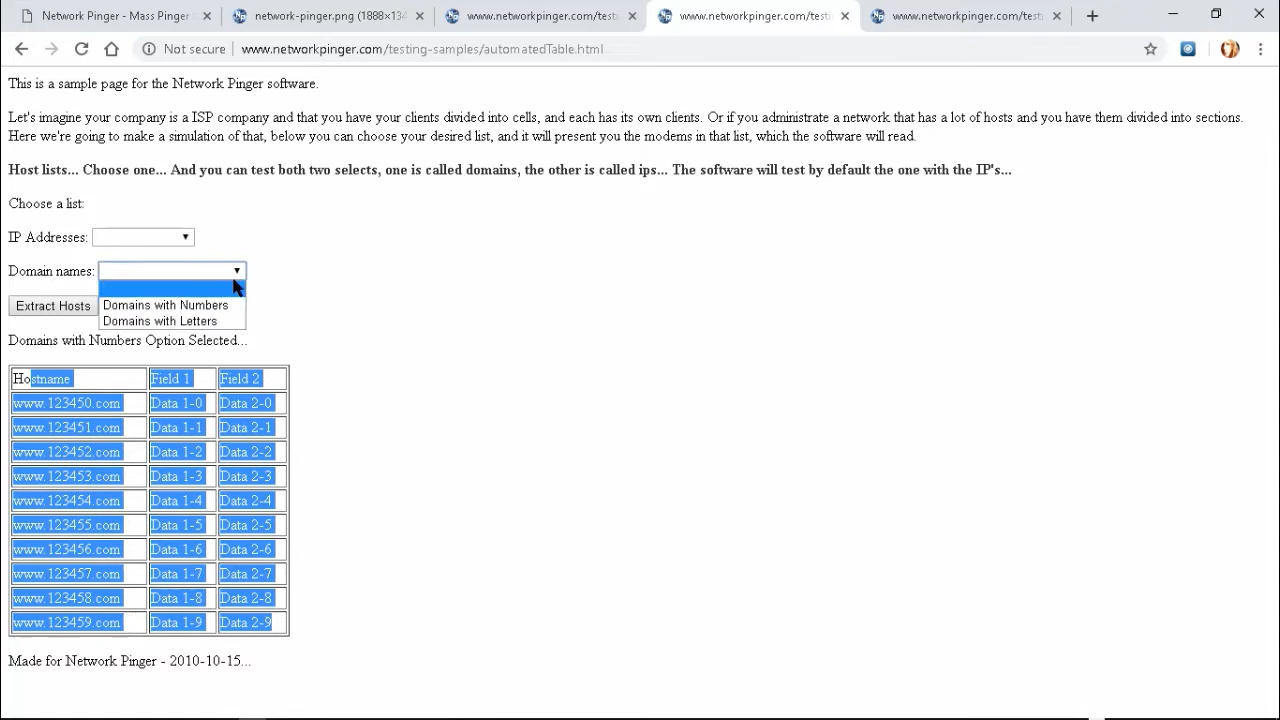 Network Pinger - Mass Pinger
network-pinger.png (1888×134
www.networkpinger.com/testi
www.networkpinger.com/testi
www.networkpinger.com/testi
Not secure | www.networkpinger.com/testing-samples/automatedTable.html
This is a sample page for the Network Pinger software.
Let's imagine your company is a ISP company and that you have your clients divided into cells, and each has its own clients. Or if you administrate a network that has a lot of hosts and you have them divided into sections.
Here we're going to make a simulation of that, below you can choose your desired list, and it will present you the modems in that list, which the software will read.
Host lists... Choose one... And you can test both two selects, one is called domains, the other is called ips... The software will test by default the one with the IP's...
Choose a list:
IP Addresses:
Domain names:
Domains with Numbers
Domains with Letters
Extract Hosts
Domains with Numbers Option Selected...
Hostname Field 1 Field 2
www.123450.com Data 1-0 Data 2-0
www.123451.com Data 1-1 Data 2-1
www.123452.com Data 1-2 Data 2-2
www.123453.com Data 1-3 Data 2-3
www.123454.com Data 1-4 Data 2-4
www.123455.com Data 1-5 Data 2-5
www.123456.com Data 1-6 Data 2-6
www.123457.com Data 1-7 Data 2-7
www.123458.com Data 1-8 Data 2-8
www.123459.com Data 1-9 Data 2-9
Made for Network Pinger - 2010-10-15...